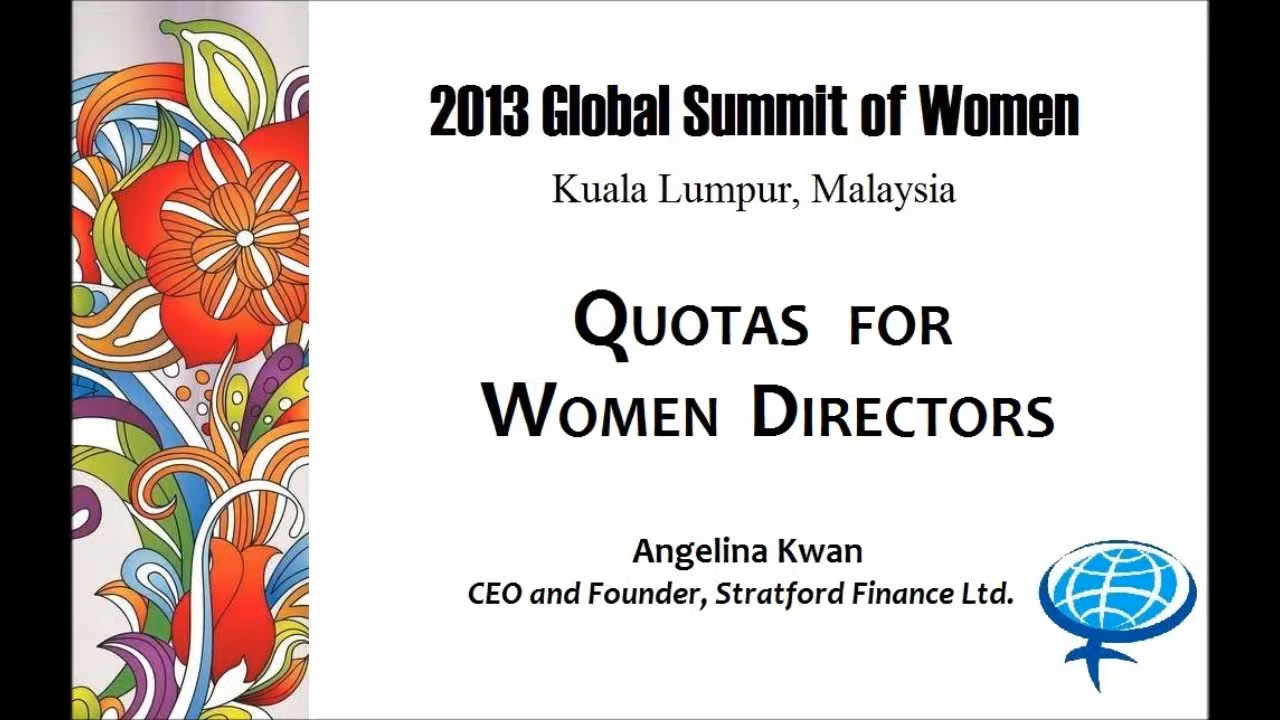 2013 Global Summit of Women
Kuala Lumpur, Malaysia
QUOTAS FOR
WOMEN DIRECTORS
Angelina Kwan
CEO and Founder, Stratford Finance Ltd.